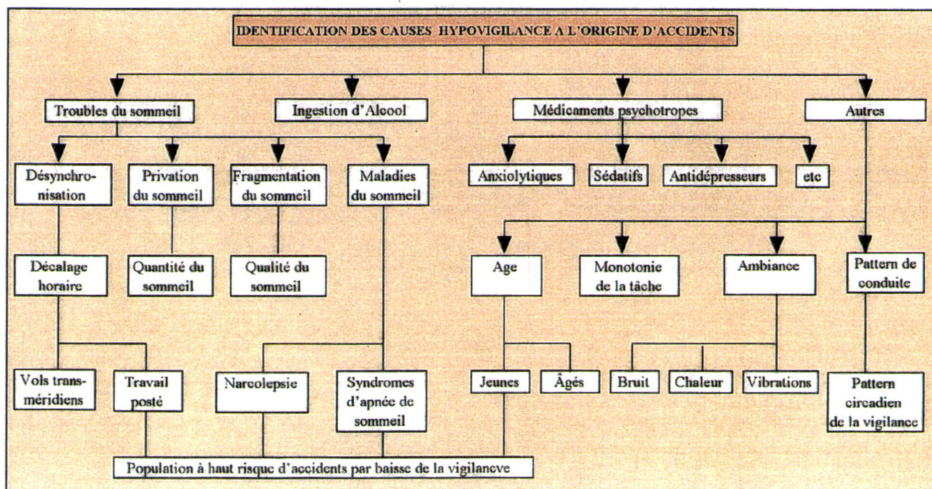 IDENTIFICATION DES CAUSES HYPOVIGILANCE A L'ORIGINE D'ACCIDENTS
Troubles du sommeil
Ingestion d'Alcool
Médicaments psychotropes
Autres
Désynchro-
nisation
Privation
du sommeil
Fragmentation
du sommeil
Maladies
du sommeil
Anxiolytiques
Sédatifs
Antidépresseurs
etc
Décalage
horaire
Quantité du
sommeil
Qualité du
sommeil
Age
Monotonie
de la tâche
Ambiance
Pattern de
conduite
Vols trans-
méridiens
Travail
posté
Narcolepsie
Syndromes
d'apnée de
sommeil
Jeunes
Âgés
Bruit
Chaleur
Vibrations
Pattern
circadien
de la vigilance
Population à haut risque d'accidents par baisse de la vigilancve